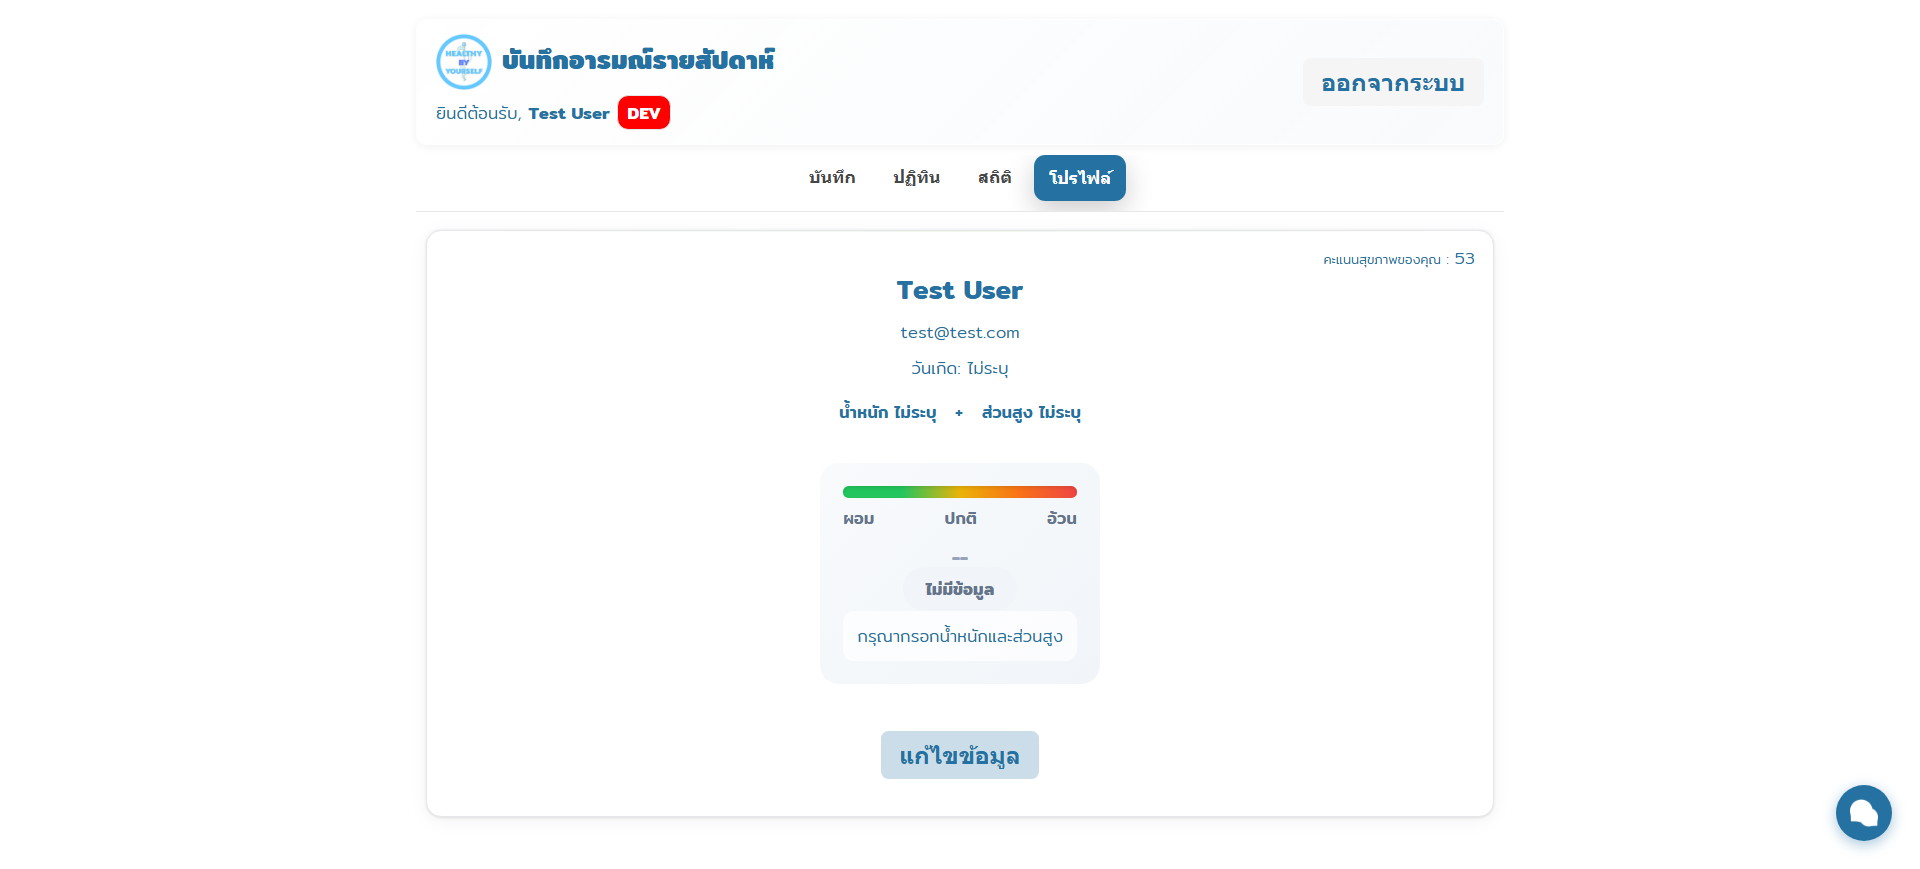 HEALTHY
BY
YOURSELF
บันทึกอารมณ์รายสัปดาห์
ยินดีต้อนรับ, Test User DEV
ออกจากระบบ
บันทึก ปฏิทิน สถิติ โปรไฟล์
คะแนนสุขภาพของคุณ : 53
Test User
test@test.com
วันเกิด: ไม่ระบุ
น้ำหนัก ไม่ระบุ + ส่วนสูง ไม่ระบุ
ผอม ปกติ อ้วน
--
ไม่มีข้อมูล
กรุณากรอกน้ำหนักและส่วนสูง
แก้ไขข้อมูล